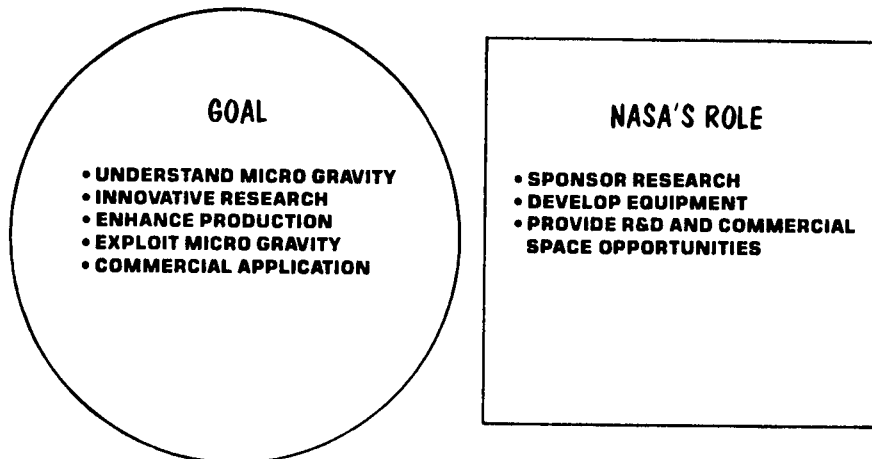 GOAL
• UNDERSTAND MICRO GRAVITY
• INNOVATIVE RESEARCH
• ENHANCE PRODUCTION
• EXPLOIT MICRO GRAVITY
• COMMERCIAL APPLICATION
NASA'S ROLE
• SPONSOR RESEARCH
• DEVELOP EQUIPMENT
• PROVIDE R&D AND COMMERCIAL
SPACE OPPORTUNITIES